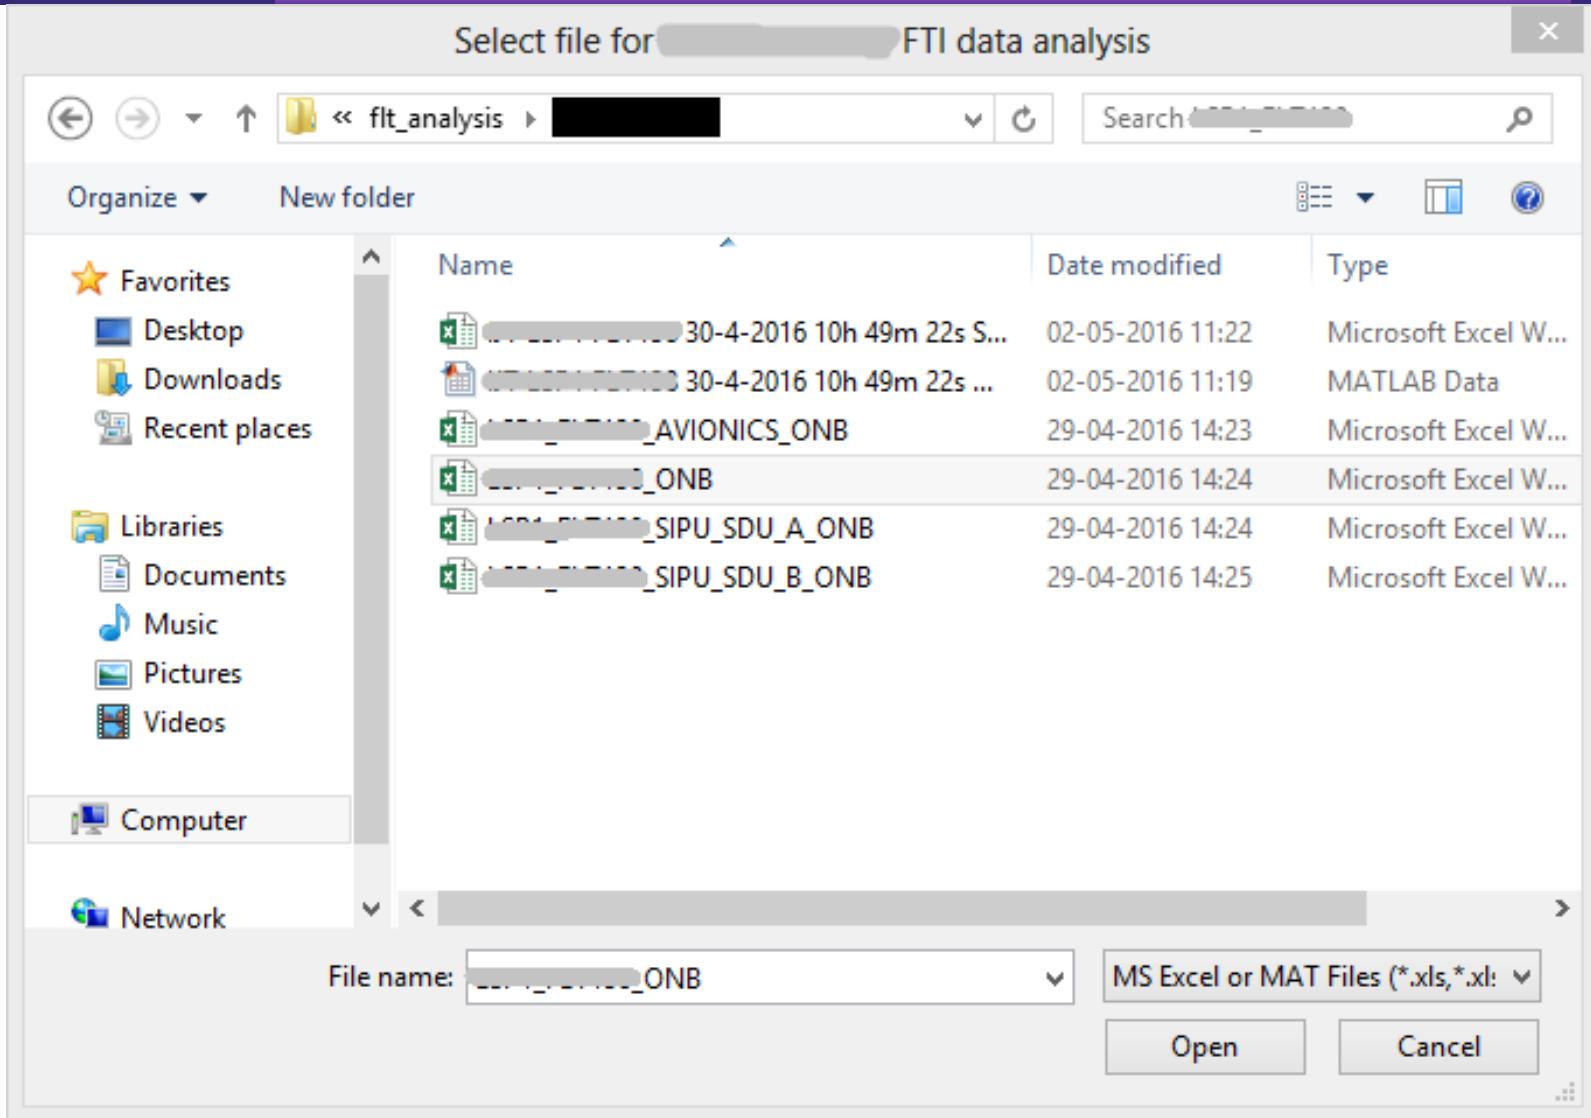 Select file for FTI data analysis
« flt_analysis
Search
Organize New folder
Name Date modified Type
Favorites
Desktop
Downloads
Recent places
Libraries
Documents
Music
Pictures
Videos
Computer
Network
30-4-2016 10h 49m 22s S... 02-05-2016 11:22 Microsoft Excel W...
30-4-2016 10h 49m 22s ... 02-05-2016 11:19 MATLAB Data
_AVIONICS_ONB 29-04-2016 14:23 Microsoft Excel W...
_ONB 29-04-2016 14:24 Microsoft Excel W...
_SIPU_SDU_A_ONB 29-04-2016 14:24 Microsoft Excel W...
_SIPU_SDU_B_ONB 29-04-2016 14:25 Microsoft Excel W...
File name: _ONB MS Excel or MAT Files (*.xls,*.xl
Open Cancel